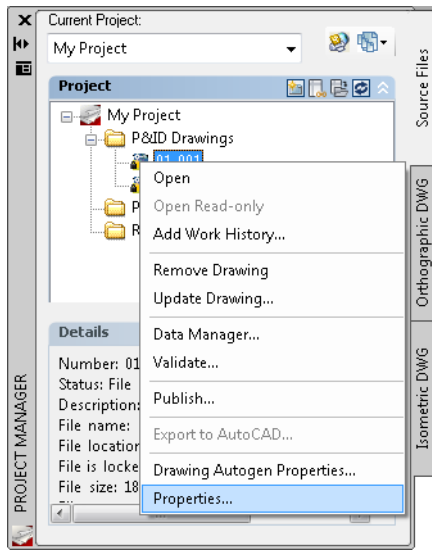 Current Project:
My Project
Project
My Project
P&ID Drawings
01_001
P
R
Open
Open Read-only
Add Work History...
Remove Drawing
Update Drawing...
Data Manager...
Validate...
Publish...
Export to AutoCAD...
Drawing Autogen Properties...
Properties...
Details
Number: 01
Status: File
Description:
File name:
File location
File is locke
File size: 18
Source Files
Orthographic DWG
Isometric DWG
PROJECT MANAGER